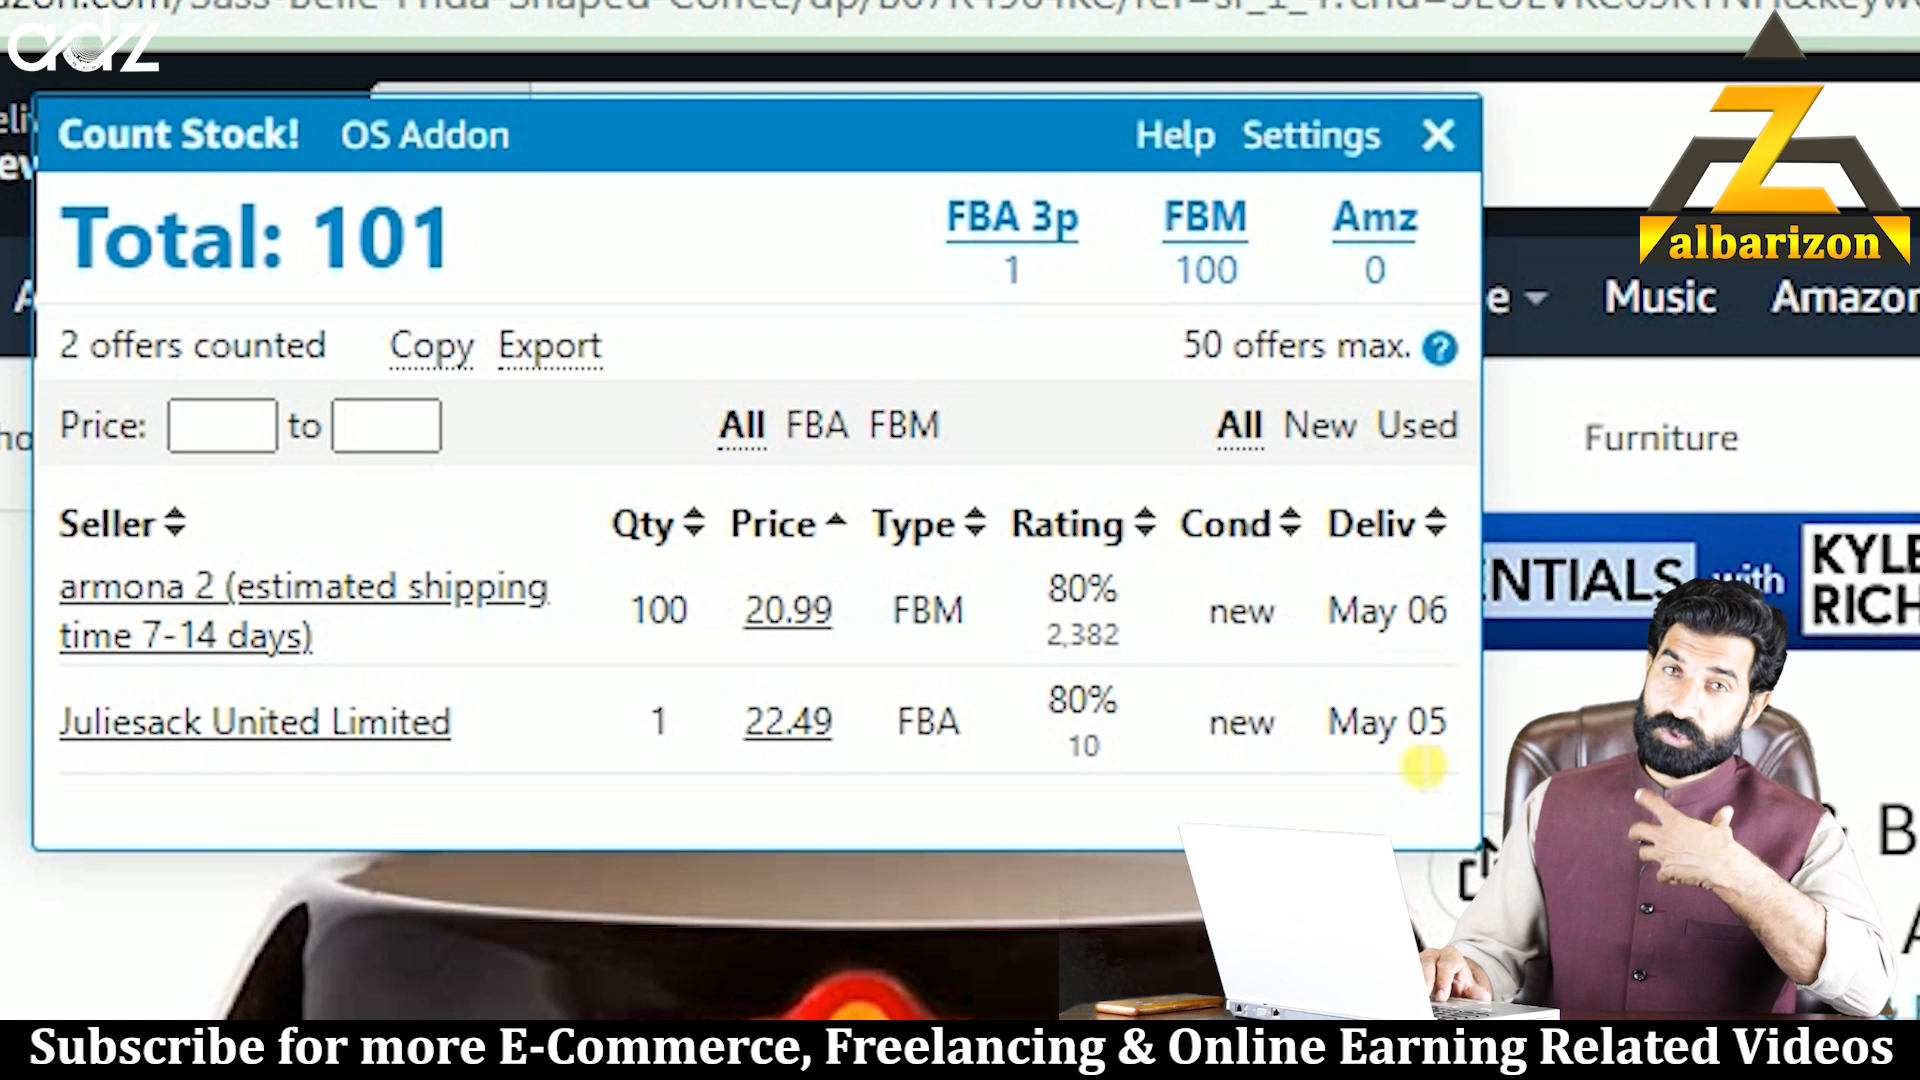 adz
Count Stock! OS Addon Help Settings X
Z
albarizon
Total: 101
FBA 3p FBM Amz
1 100 0
Music Amazon
2 offers counted Copy Export 50 offers max. ?
Price: to All FBA FBM All New Used
Furniture
Seller Qty Price Type Rating Cond Deliv
armona 2 (estimated shipping time 7-14 days) 100 20.99 FBM 80% 2,382 new May 06
ENTIALS with KYLE
RICH
Juliesack United Limited 1 22.49 FBA 80% 10 new May 05
Subscribe for more E-Commerce, Freelancing & Online Earning Related Videos